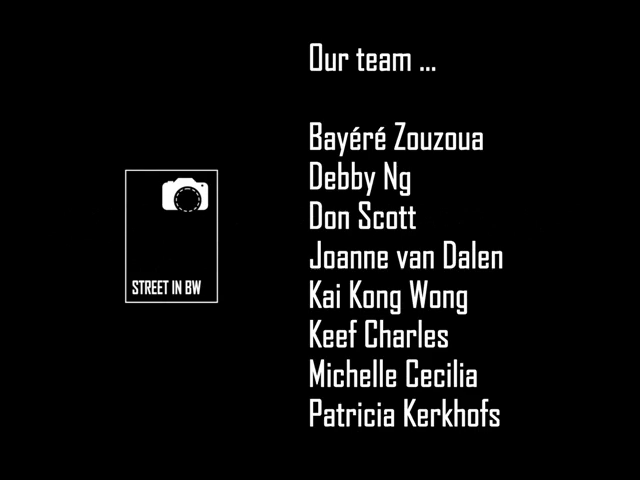 Our team ...
Bayéré Zouzoua
Debby Ng
Don Scott
Joanne van Dalen
Kai Kong Wong
Keef Charles
Michelle Cecilia
Patricia Kerkhofs
STREET IN BW